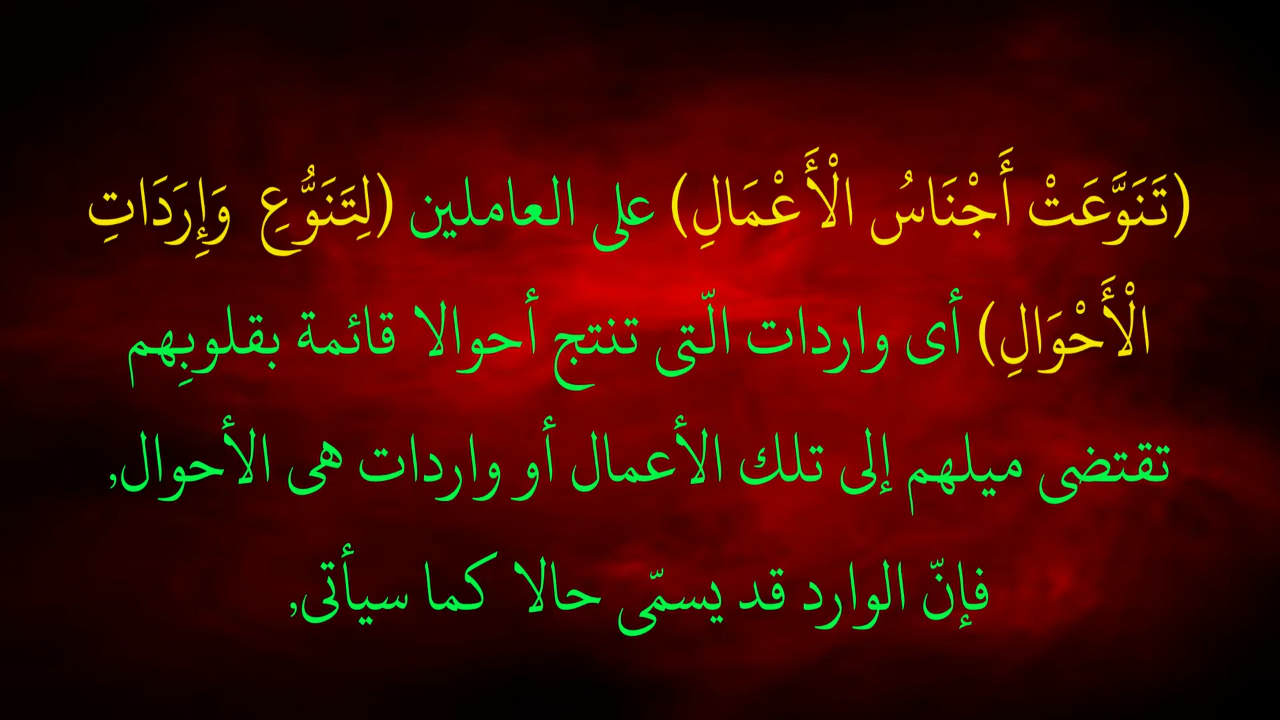 (تَنَوَّعَتْ أَجْنَاسُ الْأَعْمَالِ) على العاملين (لِتَنَوُّعِ وَإِرَدَاتِ
الْأَحْوَالِ) أى واردات الّتى تنتج أحوالا قائمة بقلوبِهم
تقتضى ميلهم إلى تلك الأعمال أو واردات هى الأحوال,
فإنّ الوارد قد يسمّى حالا كما سيأتى,